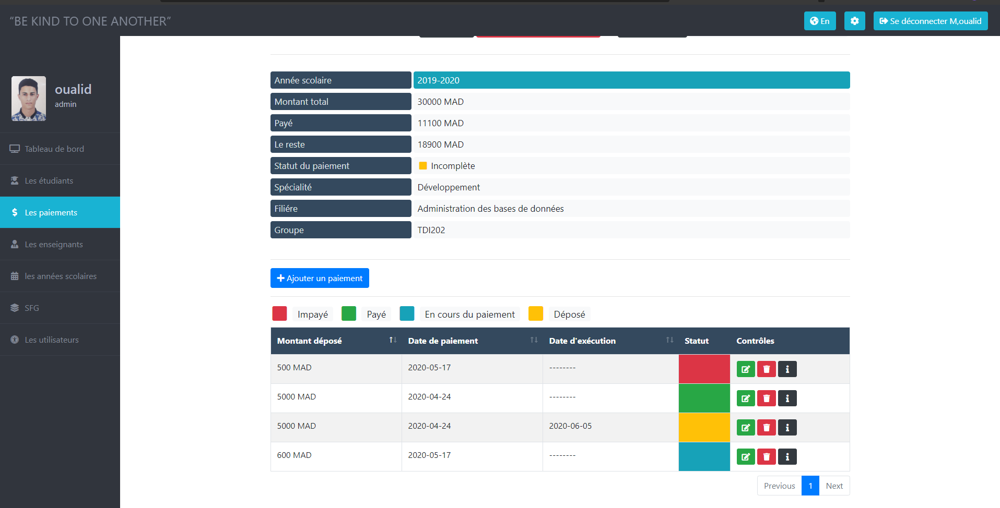 “BE KIND TO ONE ANOTHER”
En
Se déconnecter M,oualid
oualid
admin
Tableau de bord
Les étudiants
Les paiements
Les enseignants
les années scolaires
SFG
Les utilisateurs
Année scolaire 2019-2020
Montant total 30000 MAD
Payé 11100 MAD
Le reste 18900 MAD
Statut du paiement Incomplète
Spécialité Développement
Filiére Administration des bases de données
Groupe TDI202
Ajouter un paiement
Impayé Payé En cours du paiement Déposé
Montant déposé Date de paiement Date d'exécution Statut Contrôles
500 MAD 2020-05-17 --------
5000 MAD 2020-04-24 --------
5000 MAD 2020-04-24 2020-06-05
600 MAD 2020-05-17 --------
Previous 1 Next